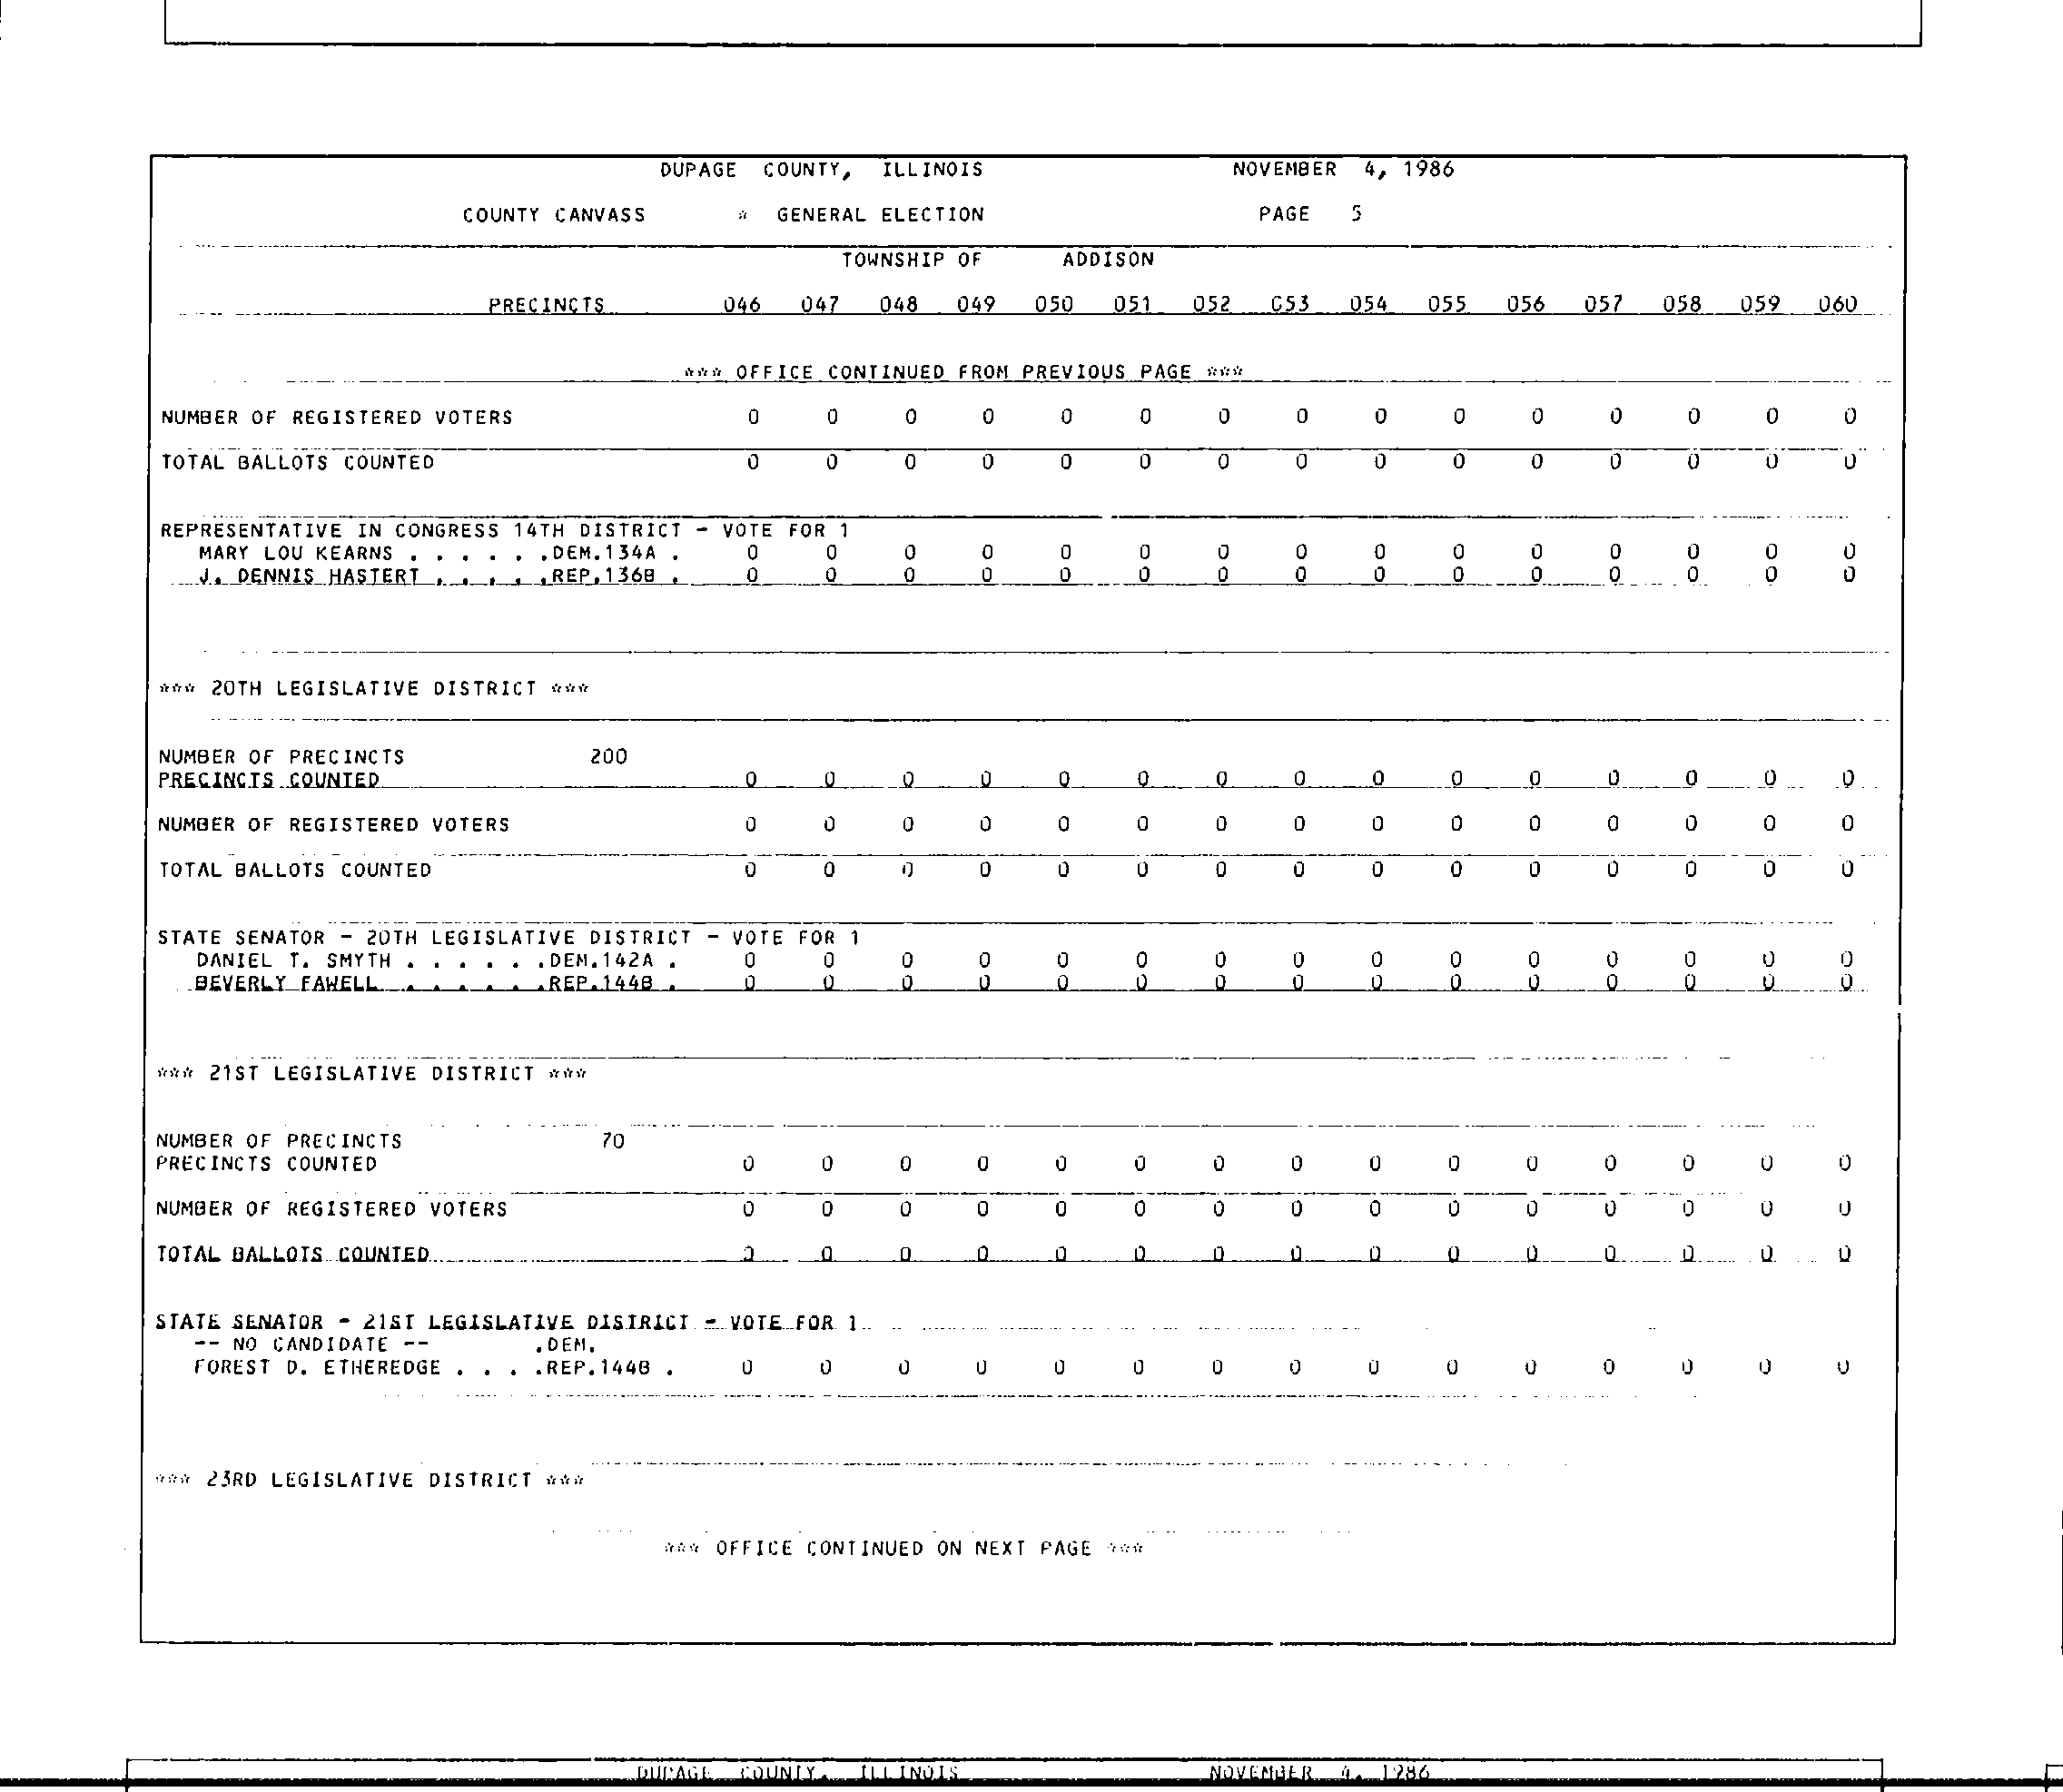 DUPAGE COUNTY, ILLINOIS NOVEMBER 4, 1986
COUNTY CANVASS * GENERAL ELECTION PAGE 5
TOWNSHIP OF ADDISON
PRECINCTS 046 047 048 049 050 051 052 053 054 055 056 057 058 059 060
*** OFFICE CONTINUED FROM PREVIOUS PAGE ***
NUMBER OF REGISTERED VOTERS 0 0 0 0 0 0 0 0 0 0 0 0 0 0 0
TOTAL BALLOTS COUNTED 0 0 0 0 0 0 0 0 0 0 0 0 0 0 0
REPRESENTATIVE IN CONGRESS 14TH DISTRICT - VOTE FOR 1
MARY LOU KEARNS . . . . . .DEM.134A . 0 0 0 0 0 0 0 0 0 0 0 0 0 0 0
J. DENNIS HASTERT . . . . .REP.136B . 0 0 0 0 0 0 0 0 0 0 0 0 0 0 0
*** 20TH LEGISLATIVE DISTRICT ***
NUMBER OF PRECINCTS 200
PRECINCTS COUNTED 0 0 0 0 0 0 0 0 0 0 0 0 0 0 0
NUMBER OF REGISTERED VOTERS 0 0 0 0 0 0 0 0 0 0 0 0 0 0 0
TOTAL BALLOTS COUNTED 0 0 0 0 0 0 0 0 0 0 0 0 0 0 0
STATE SENATOR - 20TH LEGISLATIVE DISTRICT - VOTE FOR 1
DANIEL T. SMYTH . . . . . .DEM.142A . 0 0 0 0 0 0 0 0 0 0 0 0 0 0 0
BEVERLY FAWELL . . . . . .REP.144B . 0 0 0 0 0 0 0 0 0 0 0 0 0 0 0
*** 21ST LEGISLATIVE DISTRICT ***
NUMBER OF PRECINCTS 70
PRECINCTS COUNTED 0 0 0 0 0 0 0 0 0 0 0 0 0 0 0
NUMBER OF REGISTERED VOTERS 0 0 0 0 0 0 0 0 0 0 0 0 0 0 0
TOTAL BALLOTS COUNTED 0 0 0 0 0 0 0 0 0 0 0 0 0 0 0
STATE SENATOR - 21ST LEGISLATIVE DISTRICT - VOTE FOR 1
-- NO CANDIDATE -- .DEM.
FOREST D. ETHEREDGE . . . .REP.144B . 0 0 0 0 0 0 0 0 0 0 0 0 0 0 0
*** 23RD LEGISLATIVE DISTRICT ***
*** OFFICE CONTINUED ON NEXT PAGE ***
DUPAGE COUNTY, ILLINOIS NOVEMBER 4, 1986